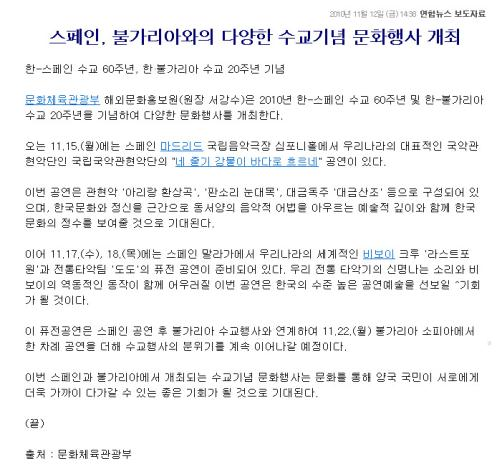 2010년 11월 12일 (금) 14:36 연합뉴스 보도자료
스페인, 불가리아와의 다양한 수교기념 문화행사 개최
한-스페인 수교 60주년, 한 불가리아 수교 20주년 기념
문화체육관광부 해외문화홍보원(원장 서강수)은 2010년 한-스페인 수교 60주년 및 한-불가리아
수교 20주년을 기념하여 다양한 문화행사를 개최한다.
오는 11.15.(월)에는 스페인 마드리드 국립음악극장 심포니홀에서 우리나라의 대표적인 국악관
현악단인 국립국악관현악단의 "네 줄기 강물이 바다로 흐르네" 공연이 있다.
이번 공연은 관현악 '아리랑 환상곡', '판소리 눈대목', 대금독주 '대금산조' 등으로 구성되어 있
으며, 한국문화와 정신을 근간으로 동서양의 음악적 어법을 아우르는 예술적 깊이와 함께 한국
문화의 정수를 보여줄 것으로 기대된다.
이어 11.17.(수), 18.(목)에는 스페인 말라가에서 우리나라의 세계적인 비보이 크루 '라스트포
원'과 전통타악팀 '도도'의 퓨전 공연이 준비되어 있다. 우리 전통 타악기의 신명나는 소리와 비
보이의 역동적인 동작이 함께 어우러질 이번 공연은 한국의 수준 높은 공연예술을 선보일 ^기회
가 될 것이다.
이 퓨전공연은 스페인 공연 후 불가리아 수교행사와 연계하여 11.22.(월) 불가리아 소피아에서
한 차례 공연을 더해 수교행사의 분위기를 계속 이어나갈 예정이다.
이번 스페인과 불가리아에서 개최되는 수교기념 문화행사는 문화를 통해 양국 국민이 서로에게
더욱 가까이 다가갈 수 있는 좋은 기회가 될 것으로 기대된다.
(끝)
출처 : 문화체육관광부